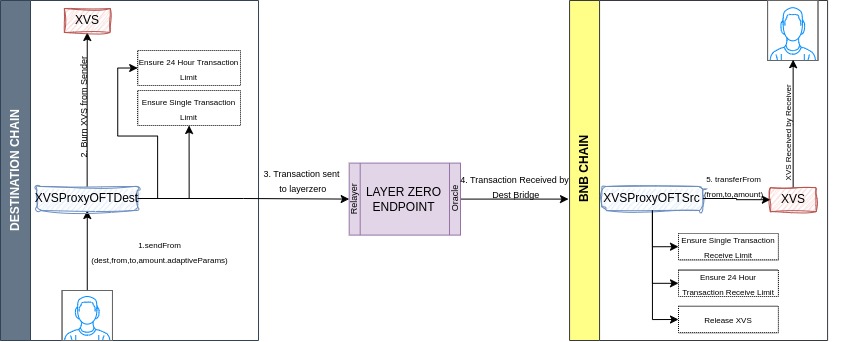 DESTINATION CHAIN
XVS
2. Burn XVS from Sender
Ensure 24 Hour Transaction
Limit
Ensure Single Transaction
Limit
XVSProxyOFTDest
1.sendFrom
(dest,from,to,amount.adaptiveParams)
3. Transaction sent
to layerzero
Relayer
LAYER ZERO
ENDPOINT
Oracle
4. Transaction Received by
Dest Bridge
BNB CHAIN
XVSProxyOFTSrc
5. transferFrom
(from,to,amount)
XVS
XVS Received by Receiver
Ensure Single Transaction
Receive Limit
Ensure 24 Hour
Transaction Receive Limit
Release XVS